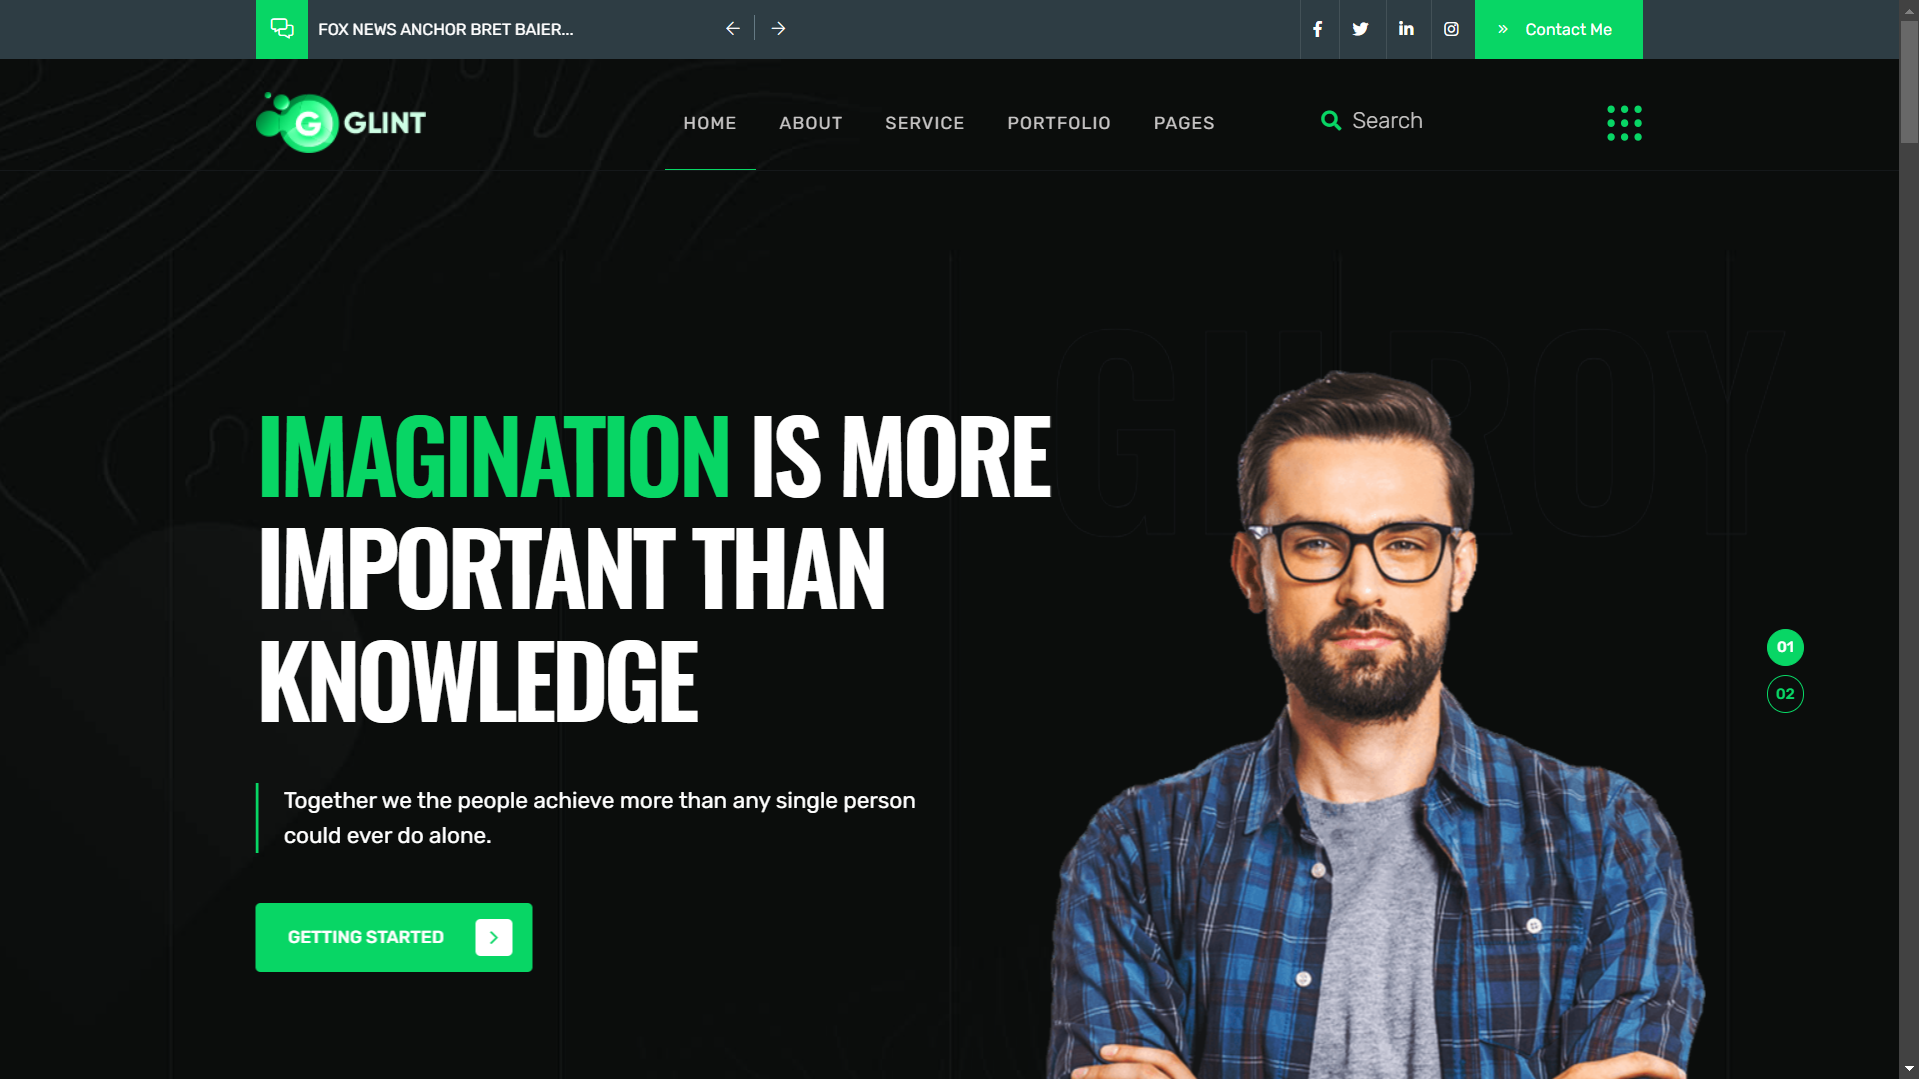 FOX NEWS ANCHOR BRET BAIER...
Contact Me
G GLINT
HOME
ABOUT
SERVICE
PORTFOLIO
PAGES
Search
GILROY
IMAGINATION IS MORE
IMPORTANT THAN
KNOWLEDGE
01
02
Together we the people achieve more than any single person
could ever do alone.
GETTING STARTED